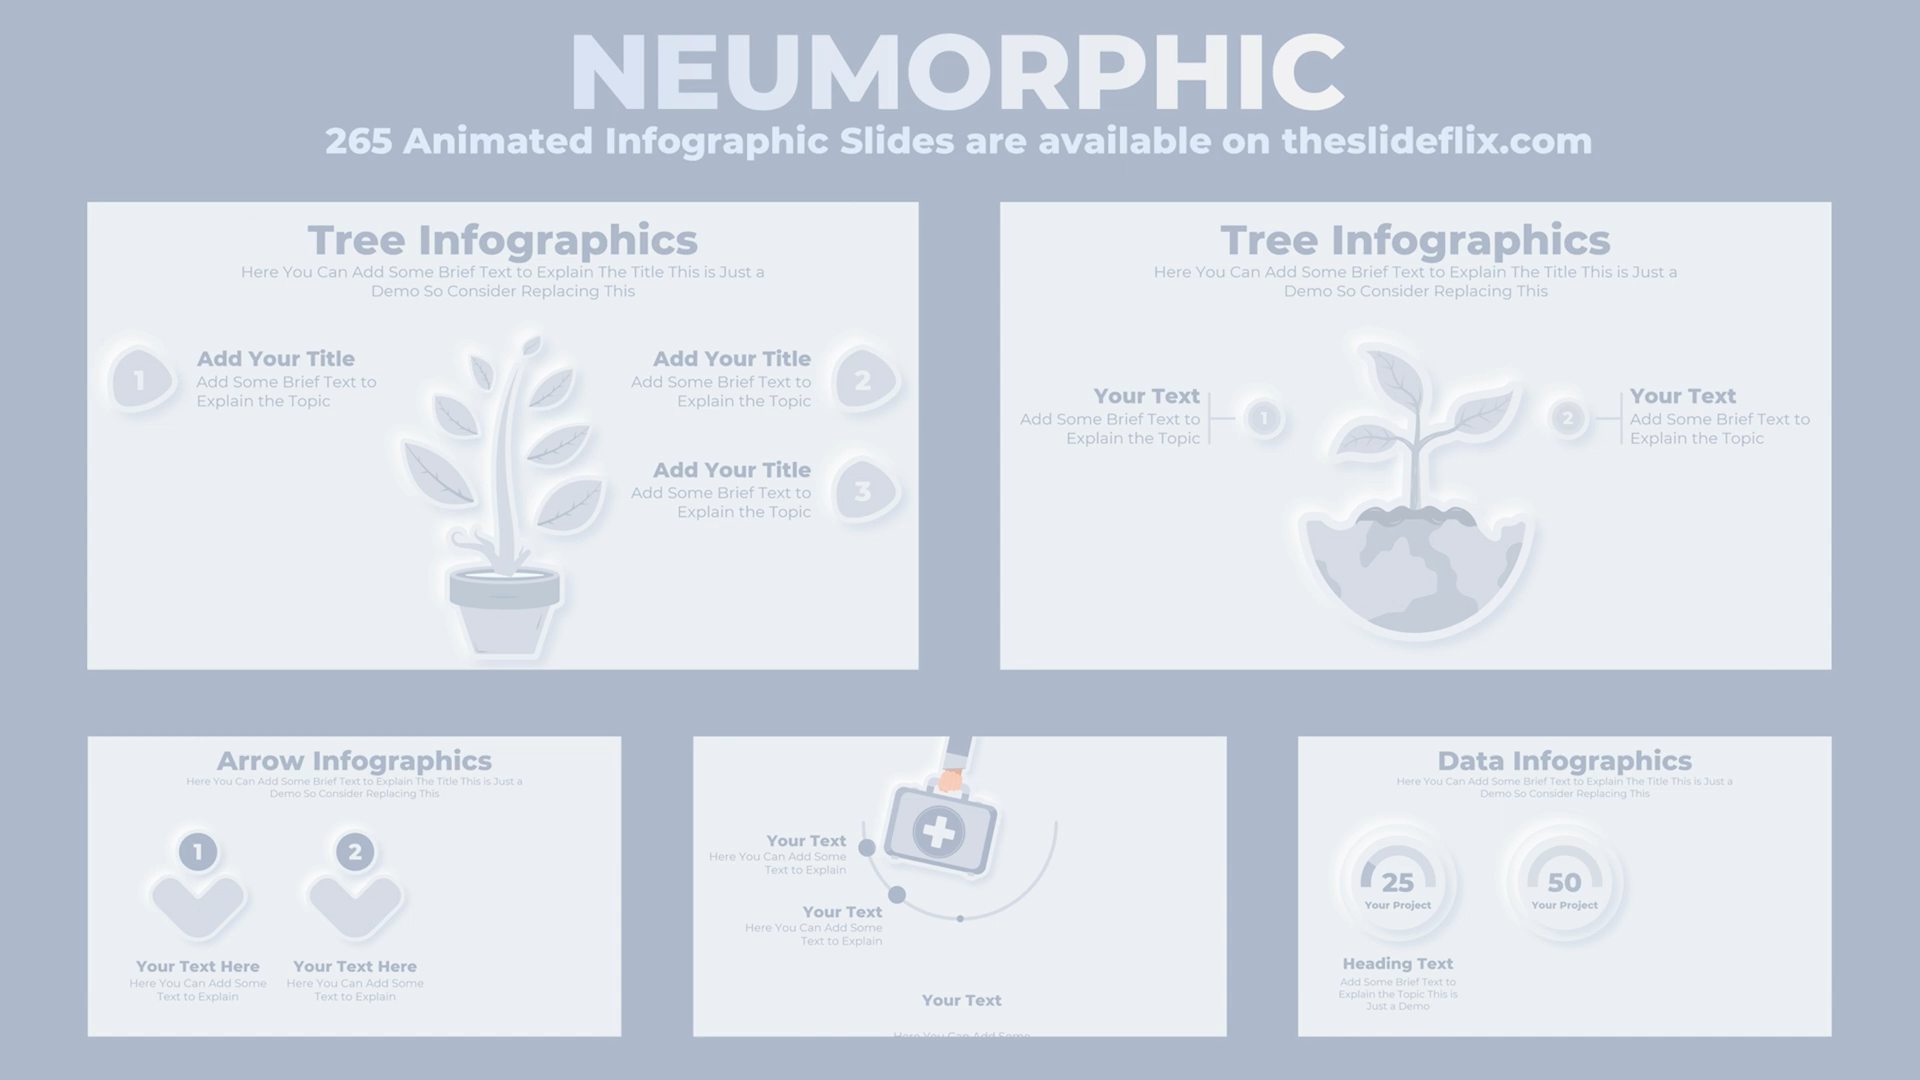 NEUMORPHIC
265 Animated Infographic Slides are available on theslideflix.com
Tree Infographics
Here You Can Add Some Brief Text to Explain The Title This is Just a
Demo So Consider Replacing This
1
Add Your Title
Add Some Brief Text to
Explain the Topic
Add Your Title
Add Some Brief Text to
Explain the Topic
2
Add Your Title
Add Some Brief Text to
Explain the Topic
3
Tree Infographics
Here You Can Add Some Brief Text to Explain The Title This is Just a
Demo So Consider Replacing This
Your Text
Add Some Brief Text to
Explain the Topic
1
2
Your Text
Add Some Brief Text to
Explain the Topic
Arrow Infographics
Here You Can Add Some Brief Text to Explain The Title This is Just a
Demo So Consider Replacing This
1
Your Text Here
Here You Can Add Some
Text to Explain
2
Your Text Here
Here You Can Add Some
Text to Explain
Your Text
Here You Can Add Some
Text to Explain
Your Text
Here You Can Add Some
Text to Explain
Your Text
Here You Can Add Some
Data Infographics
Here You Can Add Some Brief Text to Explain The Title This is Just a
Demo So Consider Replacing This
25
Your Project
Heading Text
Add Some Brief Text to
Explain the Topic This is
Just a Demo
50
Your Project